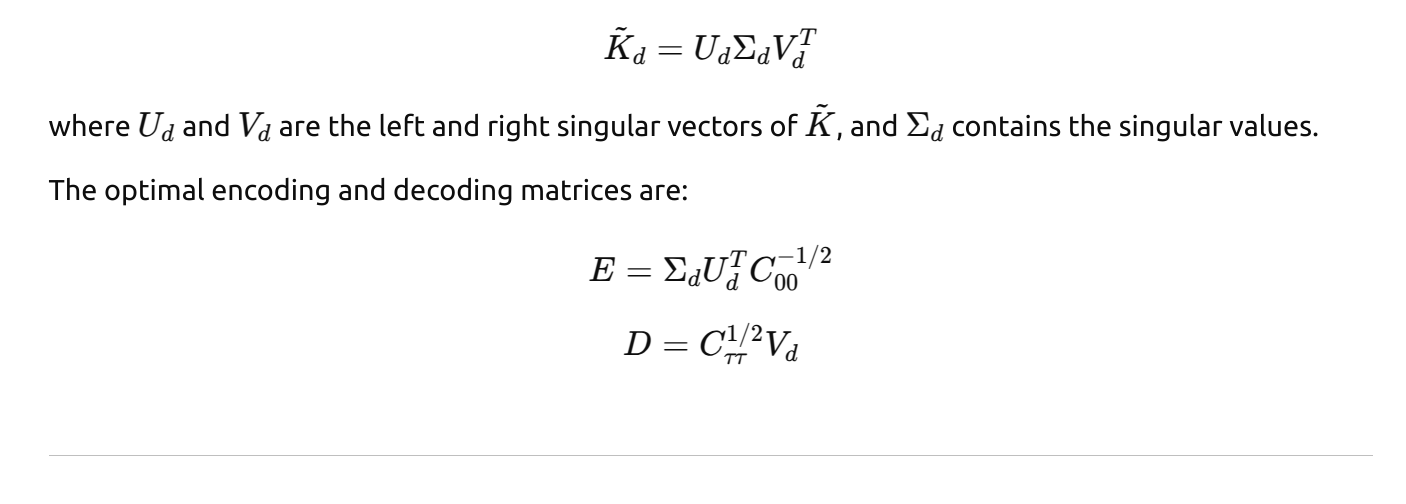 $$\tilde{K}_d = U_d \Sigma_d V_d^T$$
where $U_d$ and $V_d$ are the left and right singular vectors of $\tilde{K}$, and $\Sigma_d$ contains the singular values.
The optimal encoding and decoding matrices are:
$$E = \Sigma_d U_d^T C_{00}^{-1/2}$$
$$D = C_{\tau\tau}^{1/2} V_d$$